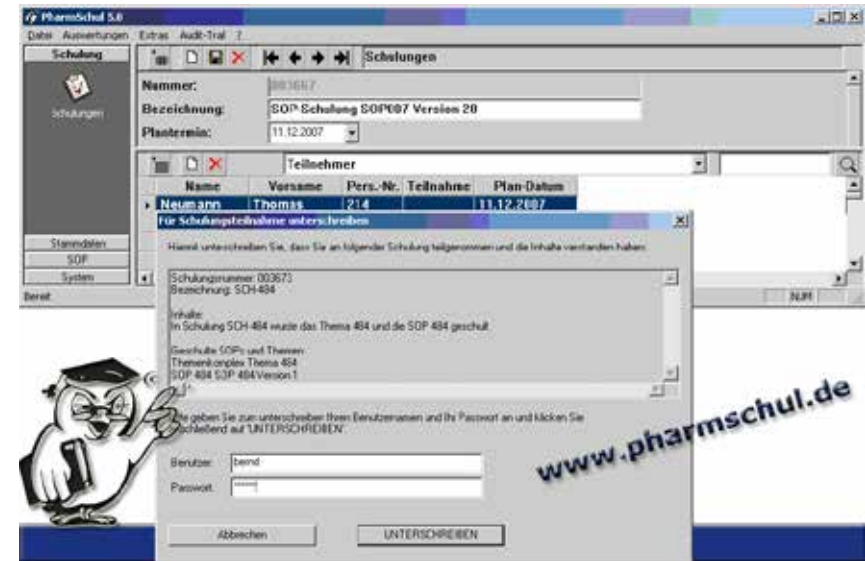 PharmSchul 5.0
Datei Auswertungen Extras Audit-Trial ?
Schulung
Schulungen
Schulungen
Nummer: 003667
Bezeichnung: SOP-Schulung SOP007 Version 20
Plantermin: 11.12.2007
Teilnehmer
Name Vorname Pers.-Nr. Teilnahme Plan-Datum
Neumann Thomas 214 11.12.2007
Stammdaten
SOP
System
Bereit
NUM
Für Schulungsteilnahme unterschreiben
Hiermit unterschreiben Sie, dass Sie an folgender Schulung teilgenommen und die Inhalte verstanden haben:
Schulungsnummer: 003673
Bezeichnung: SCH-484
Inhalte:
In Schulung SCH-484 wurde das Thema 484 und die SOP 484 geschult
Geschulte SOPs und Themen:
Themenkomplex Thema 484
SOP 484 SOP 484 Version 1
geben Sie zum unterschreiben Ihren Benutzernamen und Ihr Passwort an und klicken Sie
auf 'UNTERSCHREIBEN'.
Benutzer: bernd
Passwort: *****
Abbrechen UNTERSCHREIBEN
www.pharmschul.de